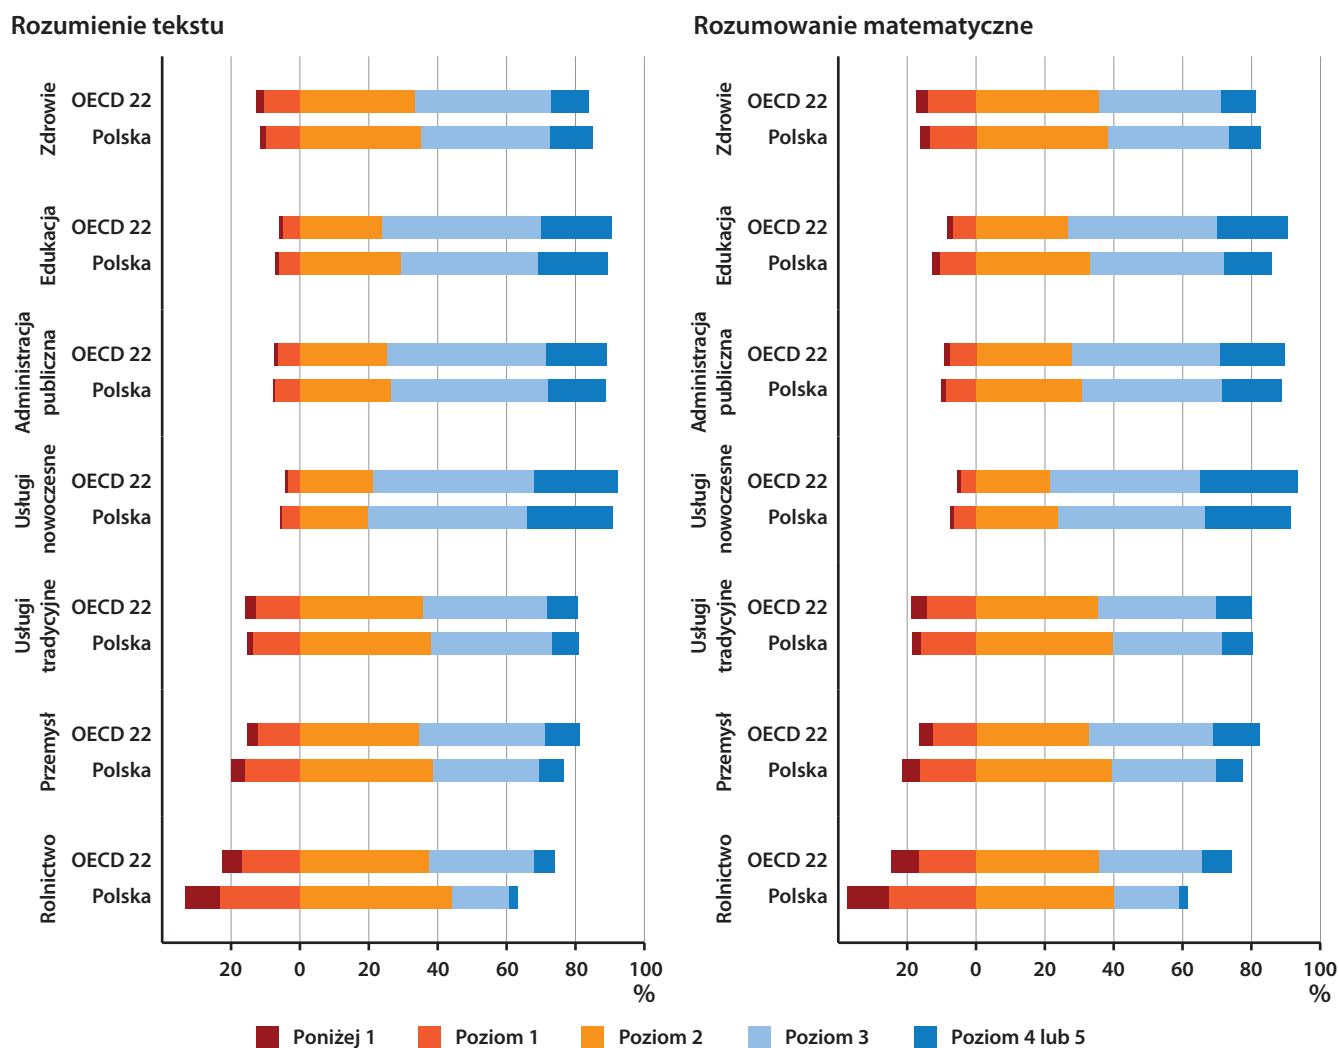 Rozumienie tekstu
Zdrowie
OECD 22
Polska
Edukacja
OECD 22
Polska
Administracja
publiczna
OECD 22
Polska
Usługi
nowoczesne
OECD 22
Polska
Usługi
tradycyjne
OECD 22
Polska
Przemysł
OECD 22
Polska
Rolnictwo
OECD 22
Polska
20 0 20 40 60 80 100
%
Rozumowanie matematyczne
Zdrowie
OECD 22
Polska
Edukacja
OECD 22
Polska
Administracja
publiczna
OECD 22
Polska
Usługi
nowoczesne
OECD 22
Polska
Usługi
tradycyjne
OECD 22
Polska
Przemysł
OECD 22
Polska
Rolnictwo
OECD 22
Polska
20 0 20 40 60 80 100
%
Poniżej 1 Poziom 1 Poziom 2 Poziom 3 Poziom 4 lub 5